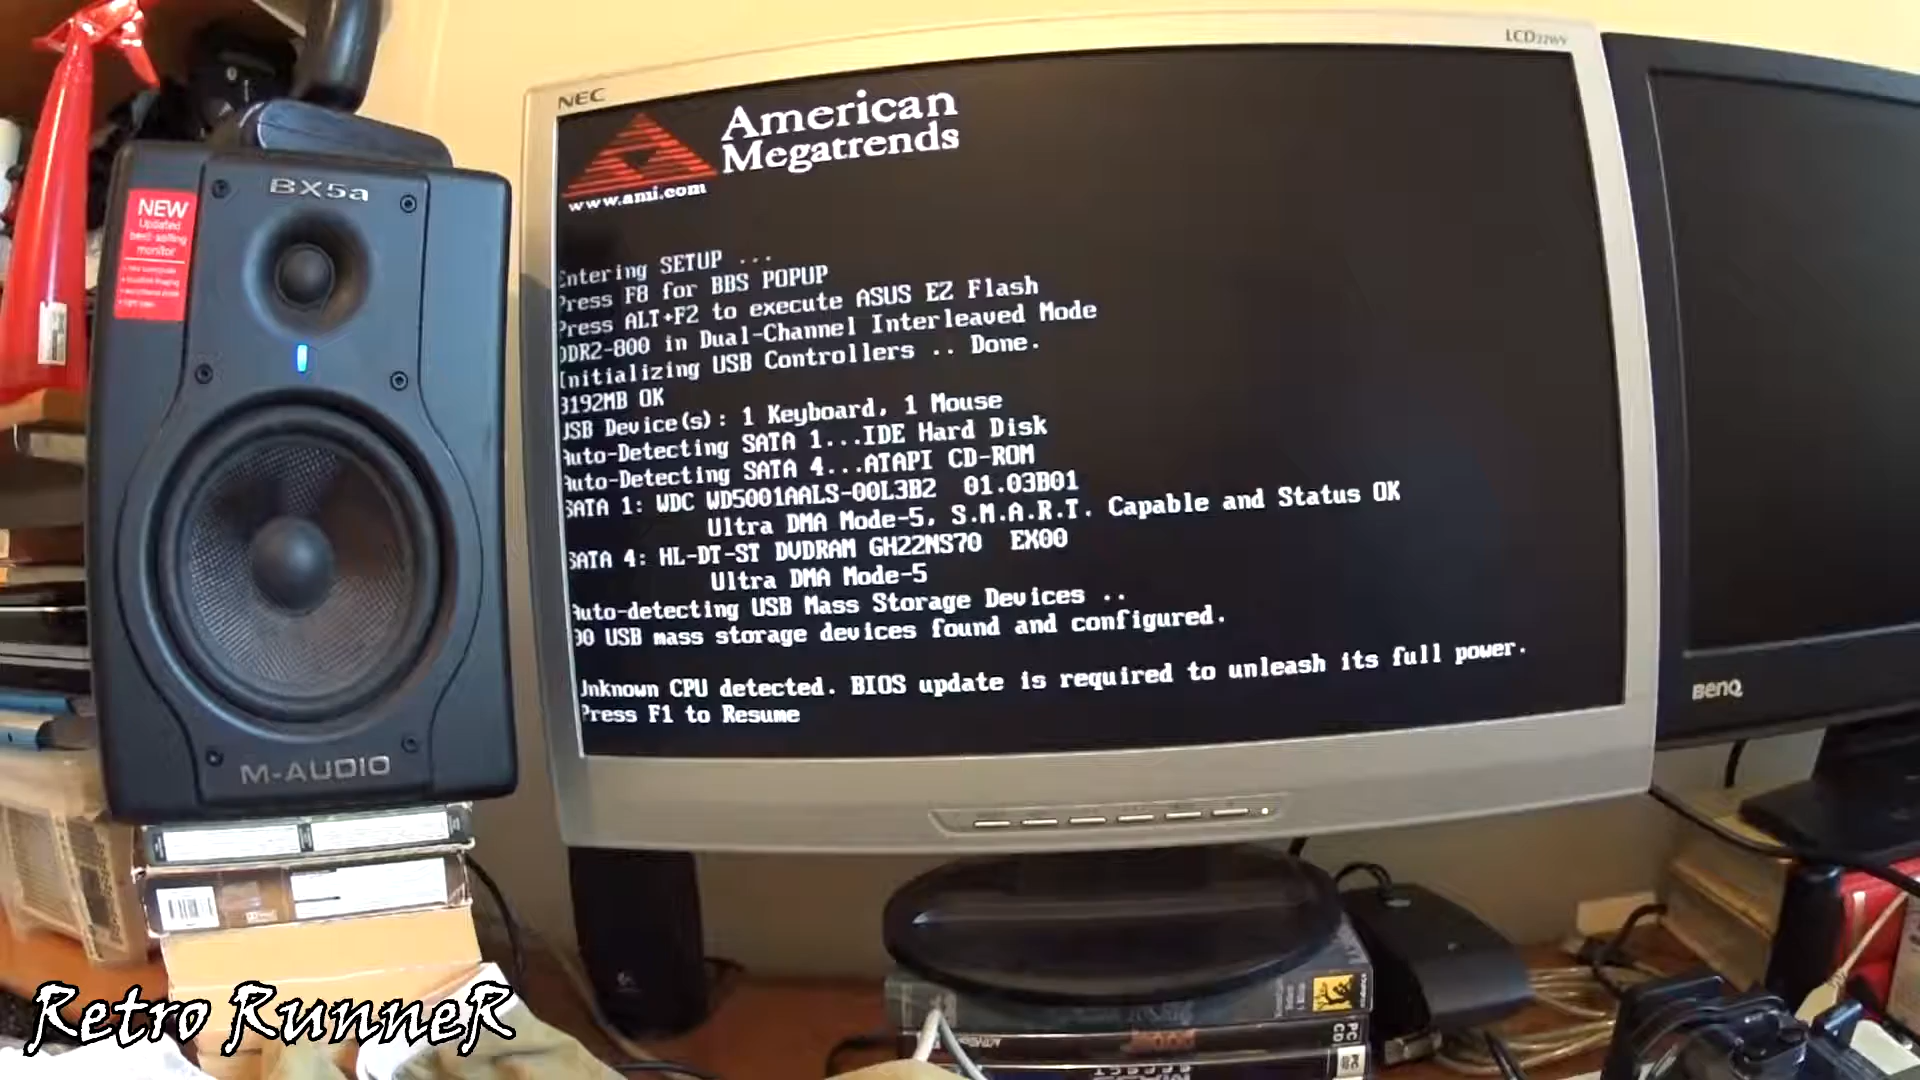 LCD22WV
NEC
American
Megatrends
www.ami.com
Entering SETUP ...
Press F8 for BBS POPUP
Press ALT+F2 to execute ASUS EZ Flash
DDR2-800 in Dual-Channel Interleaved Mode
Initializing USB Controllers .. Done.
8192MB OK
USB Device(s): 1 Keyboard, 1 Mouse
Auto-Detecting SATA 1...IDE Hard Disk
Auto-Detecting SATA 4...ATAPI CD-ROM
SATA 1: WDC WD5001AALS-00L3B2 01.03B01
Ultra DMA Mode-5, S.M.A.R.T. Capable and Status OK
SATA 4: HL-DT-ST DVDRAM GH22NS70 EX00
Ultra DMA Mode-5
Auto-detecting USB Mass Storage Devices ..
00 USB mass storage devices found and configured.
Unknown CPU detected. BIOS update is required to unleash its full power.
Press F1 to Resume
BX5a
NEW
Updated
best selling
monitor
M-AUDIO
BenQ
PC
CD
Retro RunneR